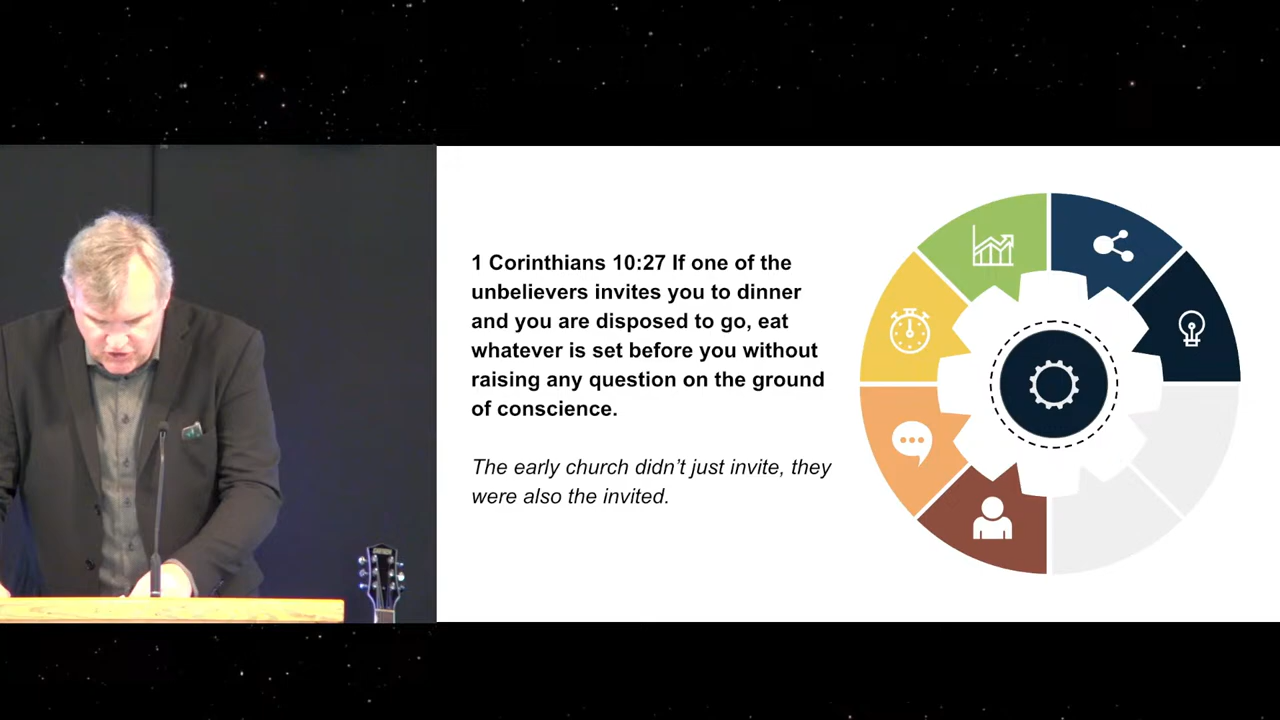 1 Corinthians 10:27 If one of the
unbelievers invites you to dinner
and you are disposed to go, eat
whatever is set before you without
raising any question on the ground
of conscience.
The early church didn’t just invite, they
were also the invited.